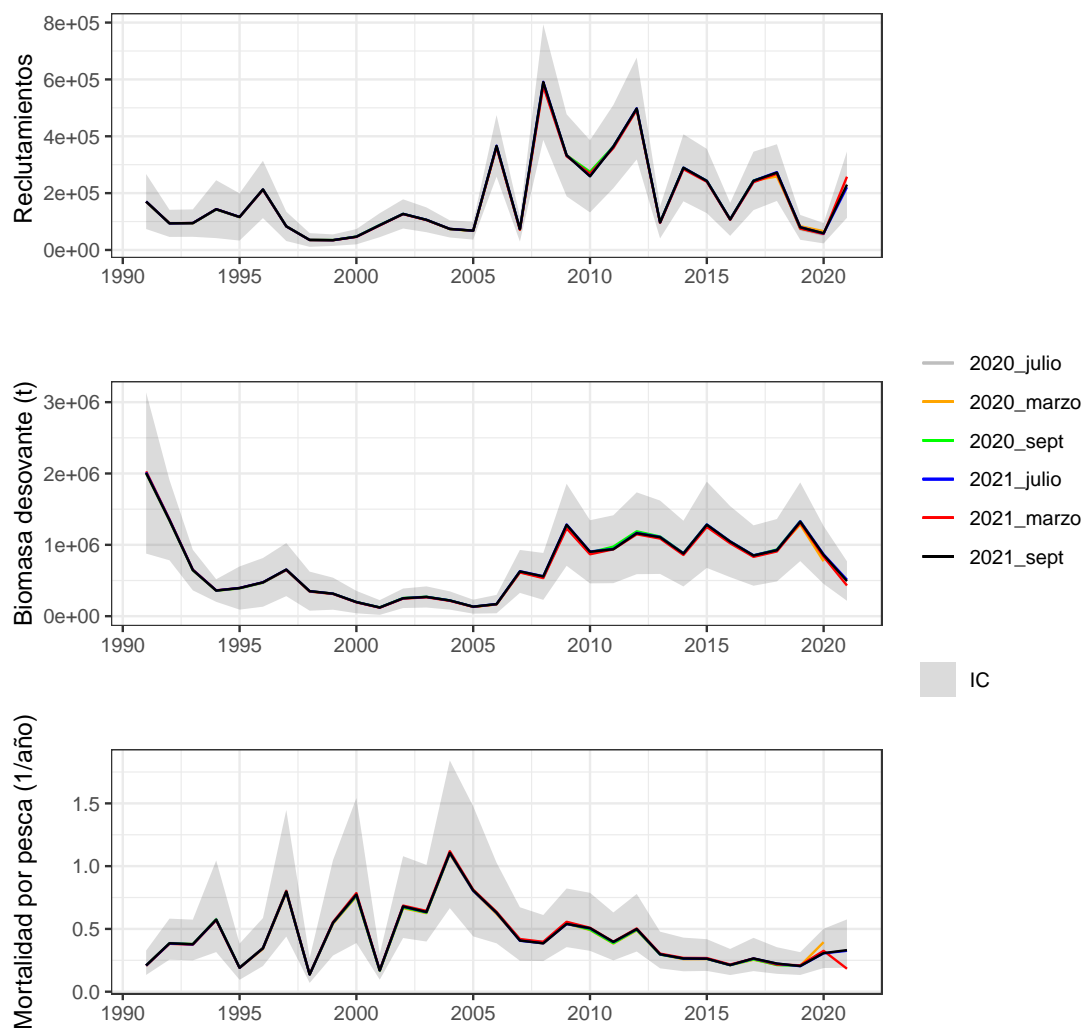 Reclutamientos
8e+05
6e+05
4e+05
2e+05
0e+00
1990 1995 2000 2005 2010 2015 2020
Biomasa desovante (t)
3e+06
2e+06
1e+06
0e+00
1990 1995 2000 2005 2010 2015 2020
Mortalidad por pesca (1/año)
1.5
1.0
0.5
0.0
1990 1995 2000 2005 2010 2015 2020
2020_julio
2020_marzo
2020_sept
2021_julio
2021_marzo
2021_sept
IC